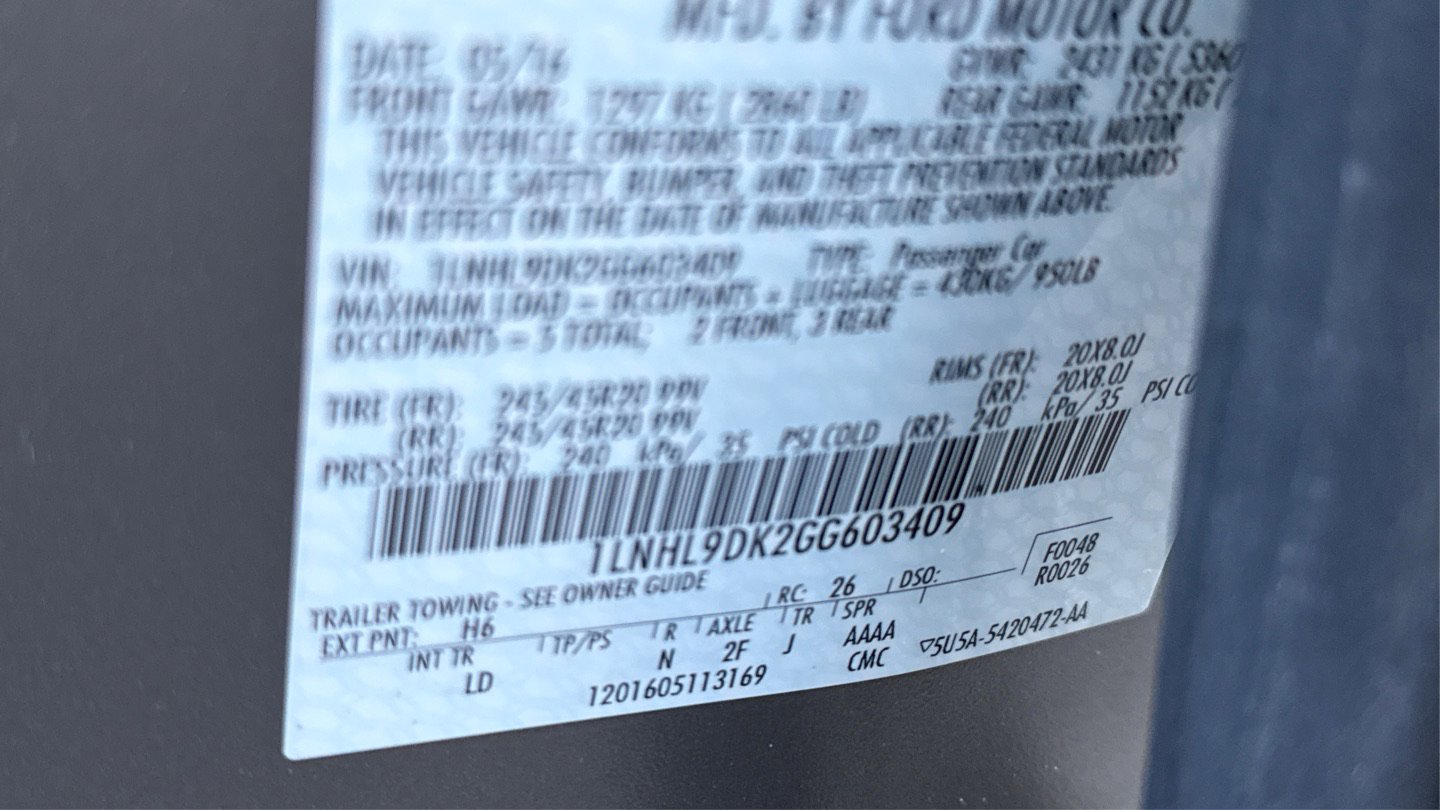 MFD. BY FORD MOTOR CO.
DATE: 05/16 GVWR: 2431 KG ( 5360
FRONT GAWR: 1297 KG ( 2860 LB) REAR GAWR: 1152 KG (
THIS VEHICLE CONFORMS TO ALL APPLICABLE FEDERAL MOTOR
VEHICLE SAFETY, BUMPER, AND THEFT PREVENTION STANDARDS
IN EFFECT ON THE DATE OF MANUFACTURE SHOWN ABOVE.
VIN: 1LNHL9DK2GG603409 TYPE: Passenger Car
MAXIMUM LOAD = OCCUPANTS + LUGGAGE = 430KG/ 950LB
OCCUPANTS = 5 TOTAL; 2 FRONT, 3 REAR
RIMS (FR): 20X8.0J
TIRE (FR): 245/45R20 99V (RR): 20X8.0J
(RR): 245/45R20 99V
PRESSURE (FR): 240 kPa/ 35 PSI COLD (RR): 240 kPa/ 35 PSI CO
1LNHL9DK2GG603409
TRAILER TOWING - SEE OWNER GUIDE
EXT PNT: H6 RC: 26 DSO: F0048
R0026
INT TR TP/PS R AXLE TR SPR
LD N 2F J AAAA
1201605113169 CMC ▽5U5A-5420472-AA